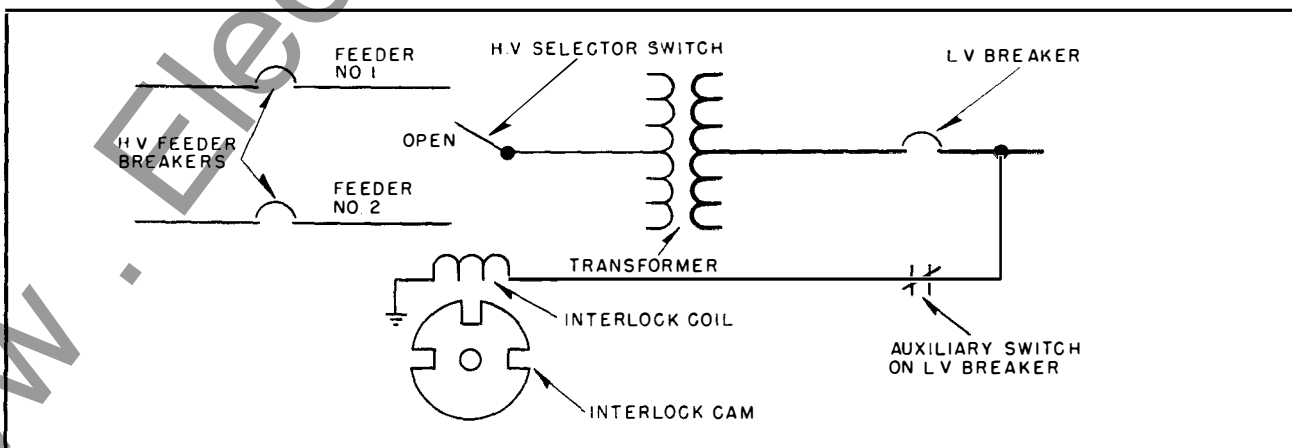 FEEDER
NO. 1
H.V SELECTOR SWITCH
L V BREAKER
H V FEEDER
BREAKERS
OPEN
FEEDER
NO. 2
TRANSFORMER
INTERLOCK COIL
AUXILIARY SWITCH
ON L V BREAKER
INTERLOCK CAM
w . Elec